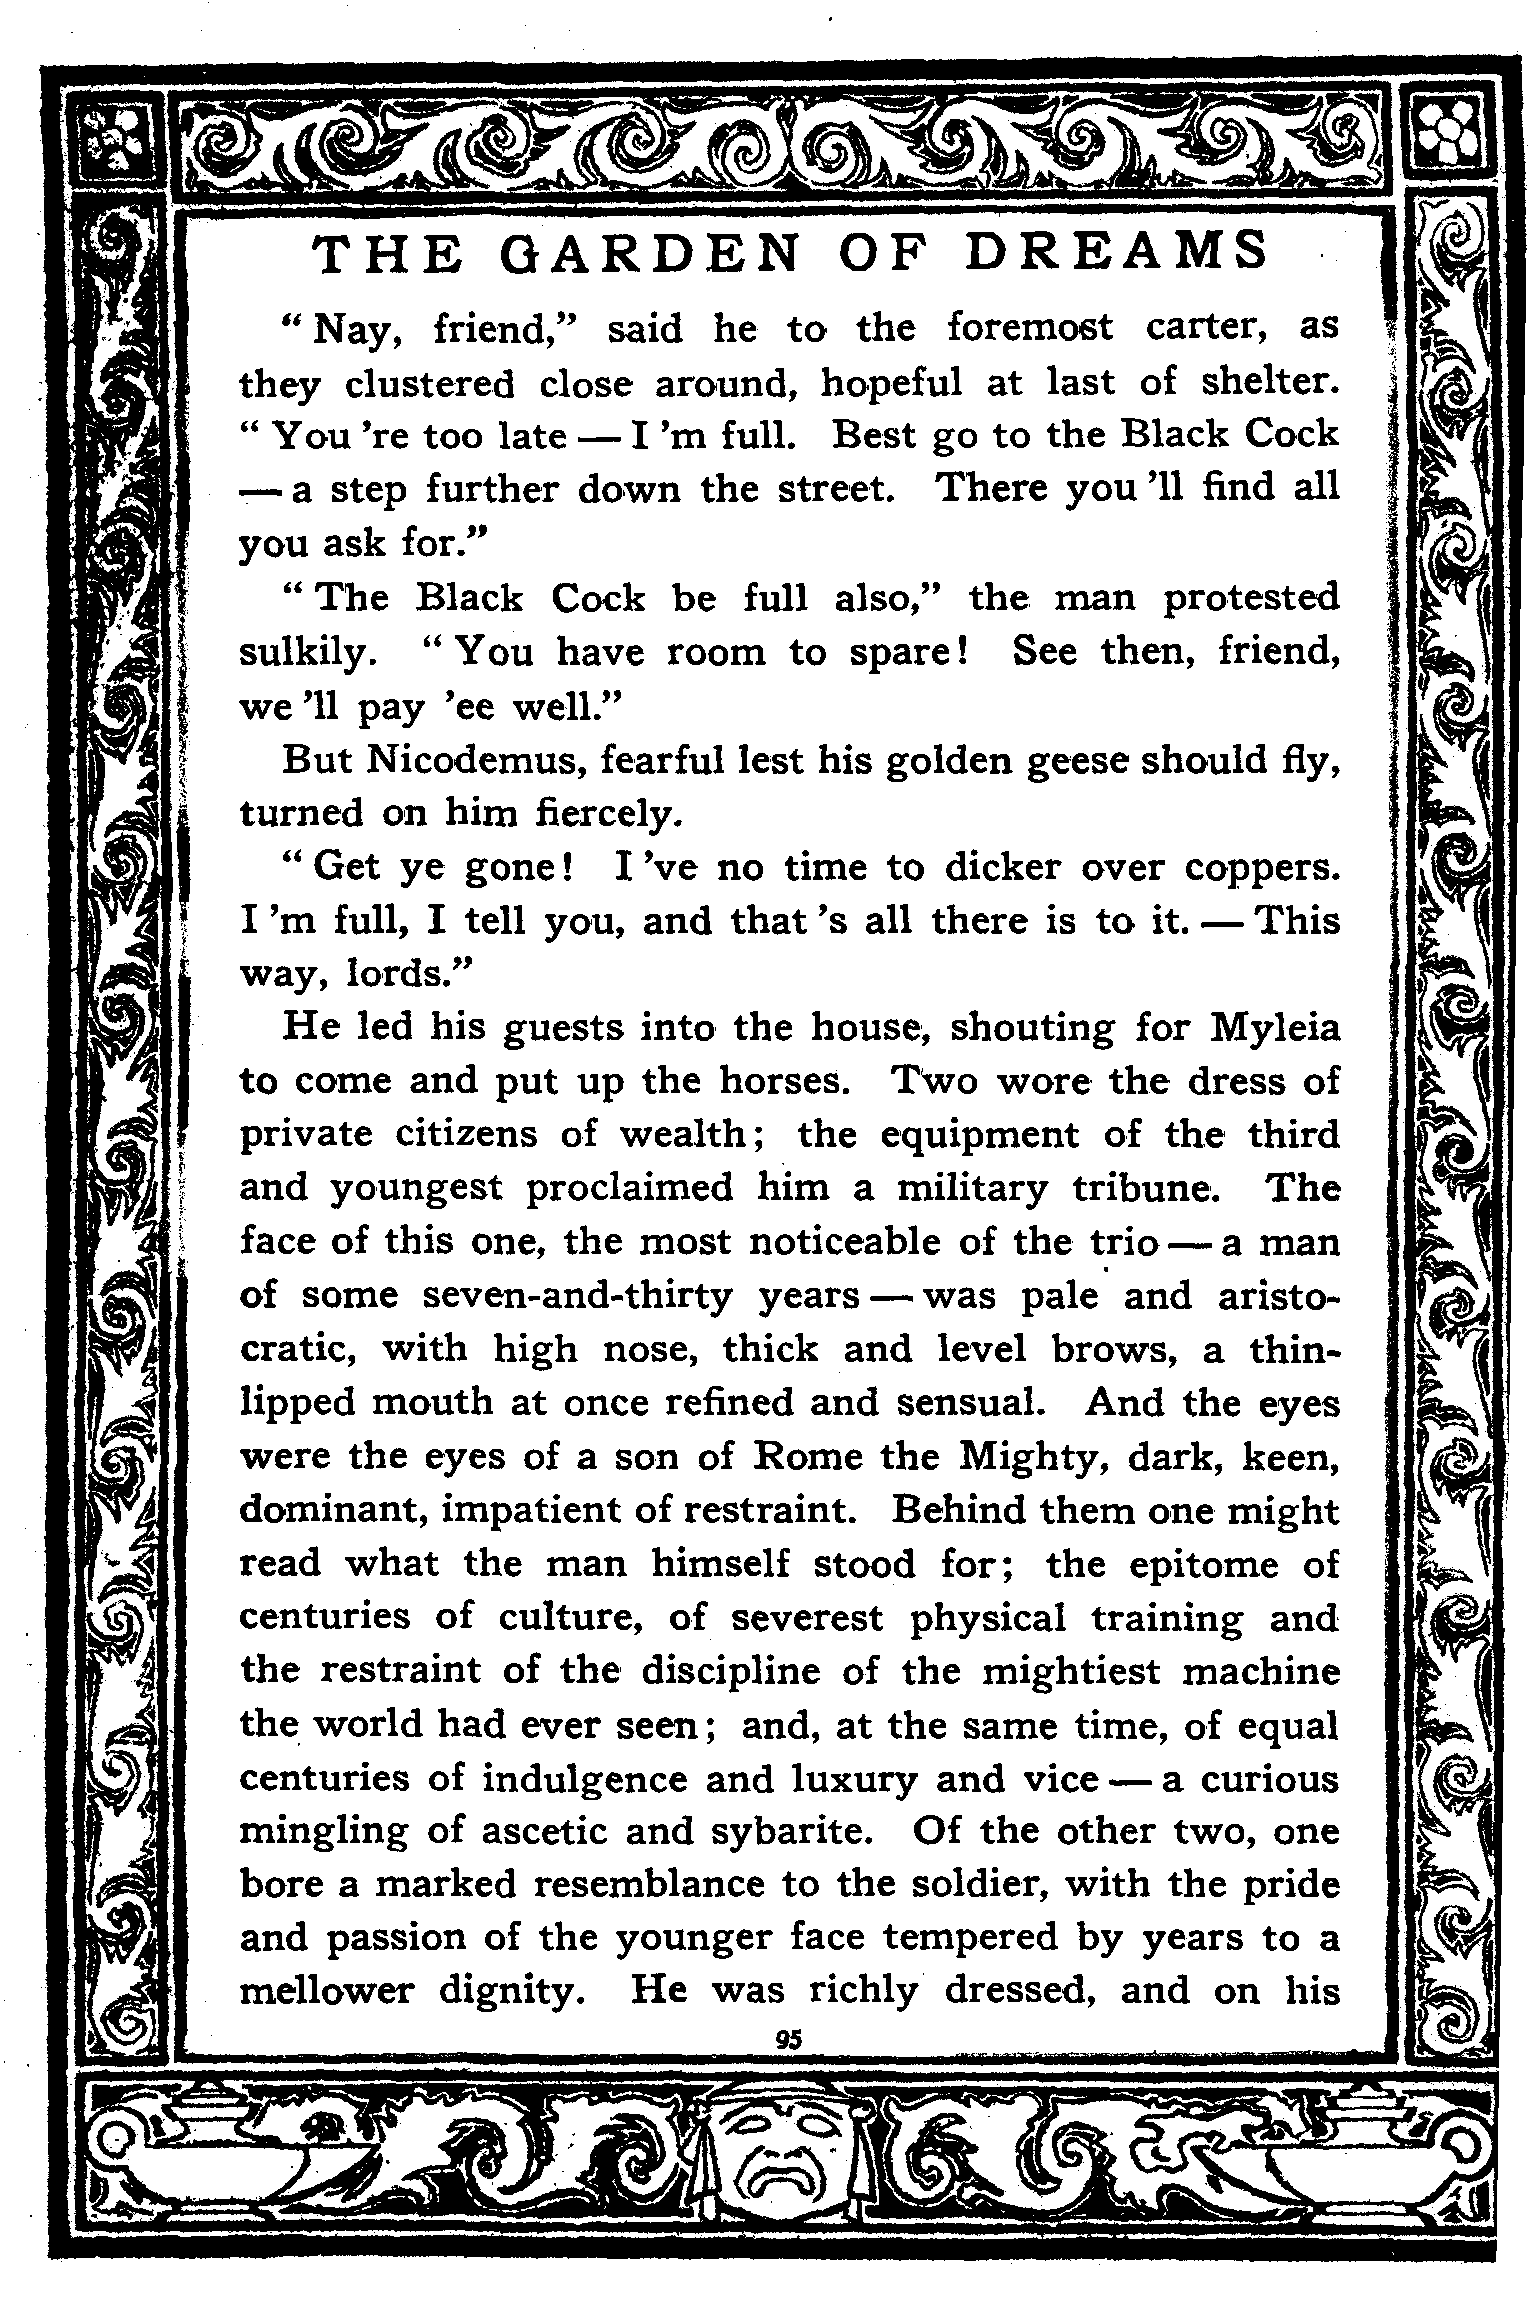 THE GARDEN OF DREAMS
“Nay, friend,” said he to the foremost carter, as
they clustered close around, hopeful at last of shelter.
“You ’re too late — I ’m full. Best go to the Black Cock
— a step further down the street. There you ’ll find all
you ask for.”
“The Black Cock be full also,” the man protested
sulkily. “You have room to spare! See then, friend,
we ’ll pay ’ee well.”
But Nicodemus, fearful lest his golden geese should fly,
turned on him fiercely.
“Get ye gone! I ’ve no time to dicker over coppers.
I ’m full, I tell you, and that ’s all there is to it. — This
way, lords.”
He led his guests into the house, shouting for Myleia
to come and put up the horses. Two wore the dress of
private citizens of wealth; the equipment of the third
and youngest proclaimed him a military tribune. The
face of this one, the most noticeable of the trio — a man
of some seven-and-thirty years — was pale and aristo-
cratic, with high nose, thick and level brows, a thin-
lipped mouth at once refined and sensual. And the eyes
were the eyes of a son of Rome the Mighty, dark, keen,
dominant, impatient of restraint. Behind them one might
read what the man himself stood for; the epitome of
centuries of culture, of severest physical training and
the restraint of the discipline of the mightiest machine
the world had ever seen; and, at the same time, of equal
centuries of indulgence and luxury and vice — a curious
mingling of ascetic and sybarite. Of the other two, one
bore a marked resemblance to the soldier, with the pride
and passion of the younger face tempered by years to a
mellower dignity. He was richly dressed, and on his
95